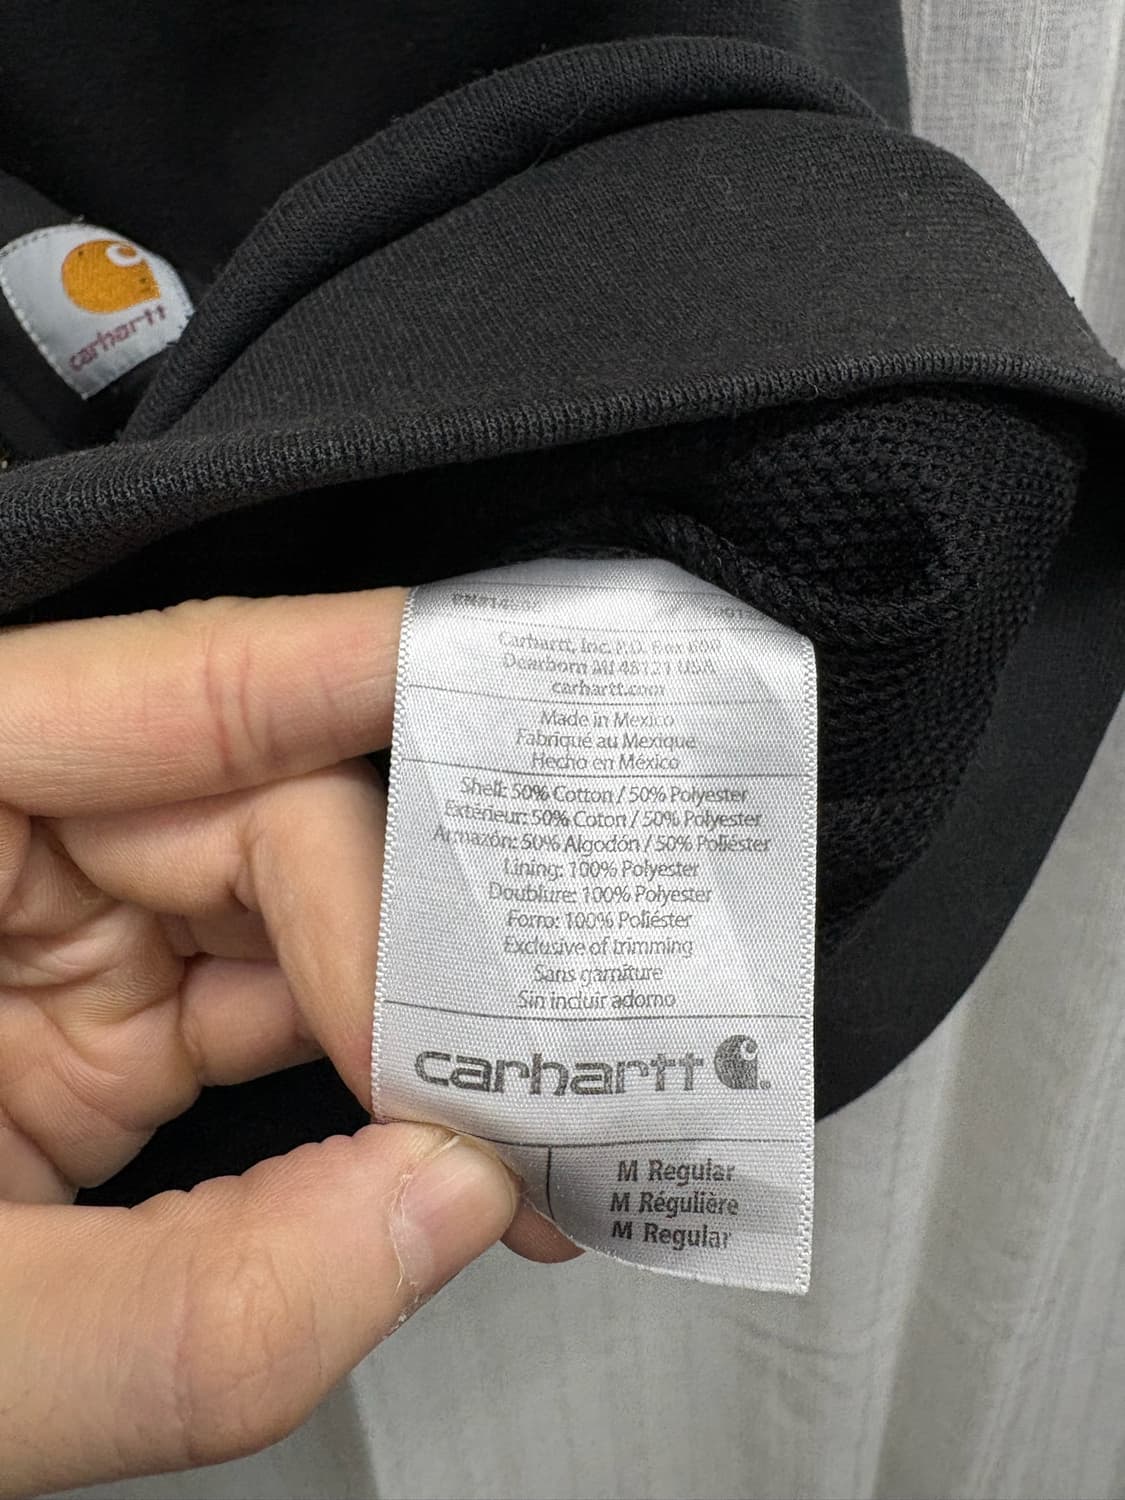 carhartt
RN#14806
Carhartt, Inc. P.O. Box 600
Dearborn MI 48121 USA
carhartt.com
Made in Mexico
Fabriqué au Mexique
Hecho en México
Shell: 50% Cotton / 50% Polyester
Extérieur: 50% Coton / 50% Polyester
Armazón: 50% Algodón / 50% Poliéster
Lining: 100% Polyester
Doublure: 100% Polyester
Forro: 100% Poliéster
Exclusive of trimming
Sans garniture
Sin incluir adorno
carhartt
M Regular
M Régulière
M Regular